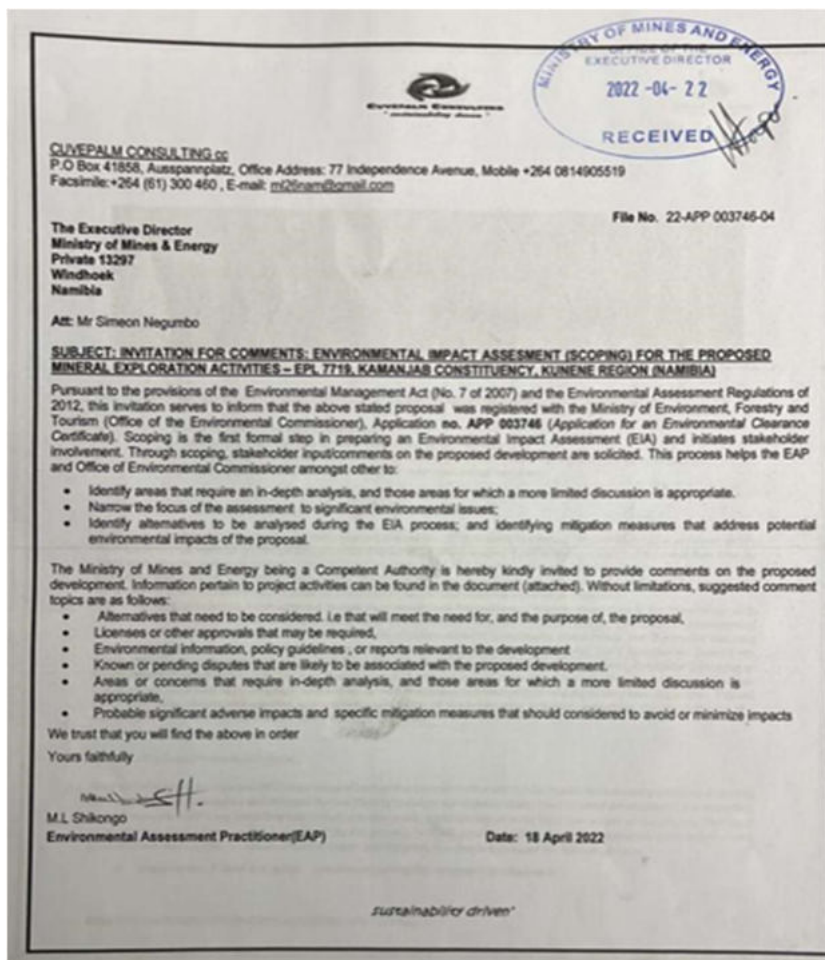 MINISTRY OF MINES AND ENERGY
OFFICE OF THE
EXECUTIVE DIRECTOR
2022 -04- 22
RECEIVED
CUVEPALM CONSULTING
CUVEPALM CONSULTING cc
P.O Box 41858, Ausspannplatz, Office Address: 77 Independence Avenue, Mobile +264 0814905519
Facsimile:+264 (61) 300 460 , E-mail: ml26nam@gmail.com
File No. 22-APP 003746-04
The Executive Director
Ministry of Mines & Energy
Private 13297
Windhoek
Namibia
Att: Mr Simeon Negumbo
SUBJECT: INVITATION FOR COMMENTS: ENVIRONMENTAL IMPACT ASSESMENT (SCOPING) FOR THE PROPOSED
MINERAL EXPLORATION ACTIVITIES – EPL 7719, KAMANJAB CONSTITUENCY, KUNENE REGION (NAMIBIA)
Pursuant to the provisions of the Environmental Management Act (No. 7 of 2007) and the Environmental Assessment Regulations of
2012, this invitation serves to inform that the above stated proposal was registered with the Ministry of Environment, Forestry and
Tourism (Office of the Environmental Commissioner), Application no. APP 003746 (Application for an Environmental Clearance
Certificate). Scoping is the first formal step in preparing an Environmental Impact Assessment (EIA) and initiates stakeholder
involvement. Through scoping, stakeholder input/comments on the proposed development are solicited. This process helps the EAP
and Office of Environmental Commissioner amongst other to:
• Identify areas that require an in-depth analysis, and those areas for which a more limited discussion is appropriate.
• Narrow the focus of the assessment to significant environmental issues;
• Identify alternatives to be analysed during the EIA process; and identifying mitigation measures that address potential
environmental impacts of the proposal.
The Ministry of Mines and Energy being a Competent Authority is hereby kindly invited to provide comments on the proposed
development. Information pertain to project activities can be found in the document (attached). Without limitations, suggested comment
topics are as follows:
• Alternatives that need to be considered. i.e that will meet the need for, and the purpose of, the proposal,
• Licenses or other approvals that may be required,
• Environmental information, policy guidelines , or reports relevant to the development
• Known or pending disputes that are likely to be associated with the proposed development.
• Areas or concerns that require in-depth analysis, and those areas for which a more limited discussion is
appropriate,
• Probable significant adverse impacts and specific mitigation measures that should considered to avoid or minimize impacts
We trust that you will find the above in order
Yours faithfully
M.L Shikongo
Environmental Assessment Practitioner(EAP)
Date: 18 April 2022
sustainability driven"